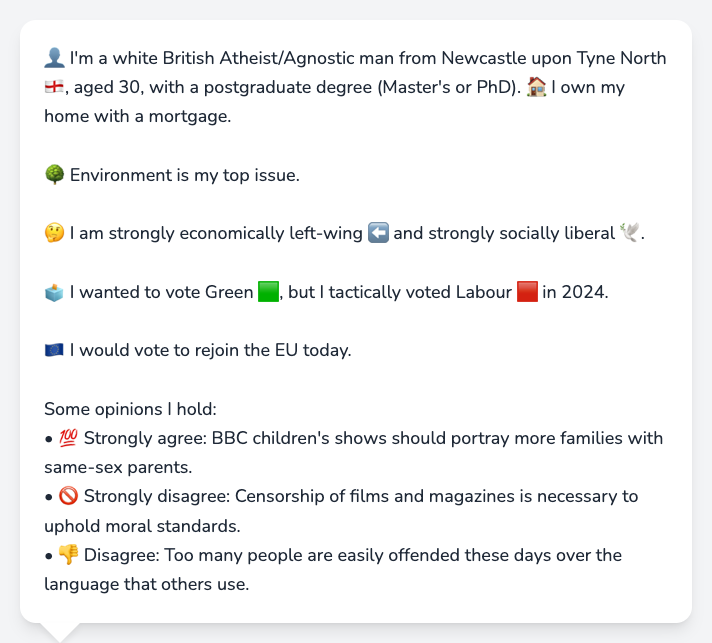 👤 I'm a white British Atheist/Agnostic man from Newcastle upon Tyne North
🏴󠁧󠁢󠁥󠁮󠁧󠁿, aged 30, with a postgraduate degree (Master's or PhD). 🏠 I own my
home with a mortgage.
🌳 Environment is my top issue.
🤔 I am strongly economically left-wing ⬅️ and strongly socially liberal 🕊️.
🗳️ I wanted to vote Green 🟩, but I tactically voted Labour 🟥 in 2024.
🇪🇺 I would vote to rejoin the EU today.
Some opinions I hold:
• 💯 Strongly agree: BBC children's shows should portray more families with
same-sex parents.
• 🚫 Strongly disagree: Censorship of films and magazines is necessary to
uphold moral standards.
• 👎 Disagree: Too many people are easily offended these days over the
language that others use.